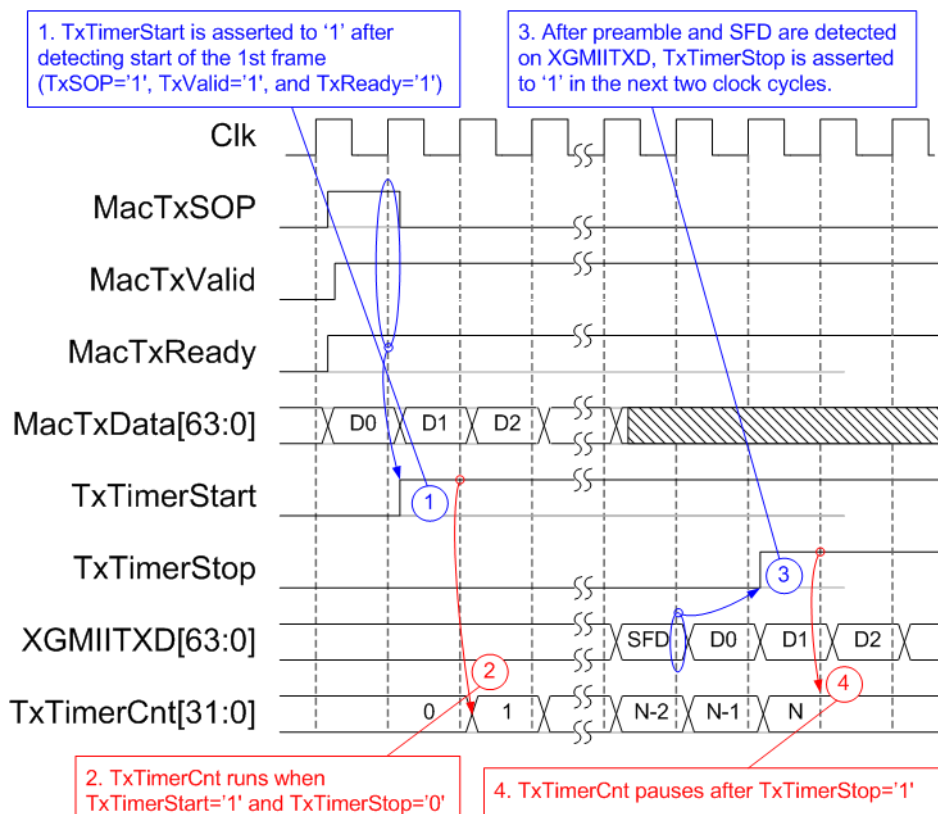 1. TxTimerStart is asserted to ‘1’ after
detecting start of the 1st frame
(TxSOP=’1’, TxValid=’1’, and TxReady=’1’)
3. After preamble and SFD are detected
on XGMIITXD, TxTimerStop is asserted
to ‘1’ in the next two clock cycles.
Clk
MacTxSOP
MacTxValid
MacTxReady
MacTxData[63:0] D0 D1 D2
TxTimerStart 1
TxTimerStop 3
XGMIITXD[63:0] SFD D0 D1 D2
2 4
TxTimerCnt[31:0] 0 1 N-2 N-1 N
2. TxTimerCnt runs when
TxTimerStart=’1’ and TxTimerStop=’0’
4. TxTimerCnt pauses after TxTimerStop=’1’